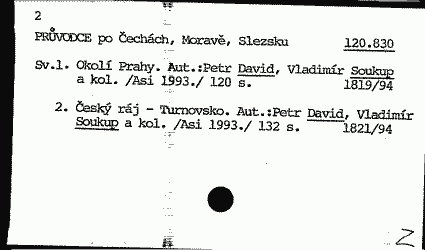 2
PRŮVODCE po Čechách, Moravě, Slezsku 120.830
Sv.1. Okolí Prahy. Aut.:Petr David, Vladimír Soukup
a kol. /Asi 1993./ 120 s. 1819/94
2. Český ráj - Turnovsko. Aut.:Petr David, Vladimír
Soukup a kol. /Asi 1993./ 132 s. 1821/94
Z